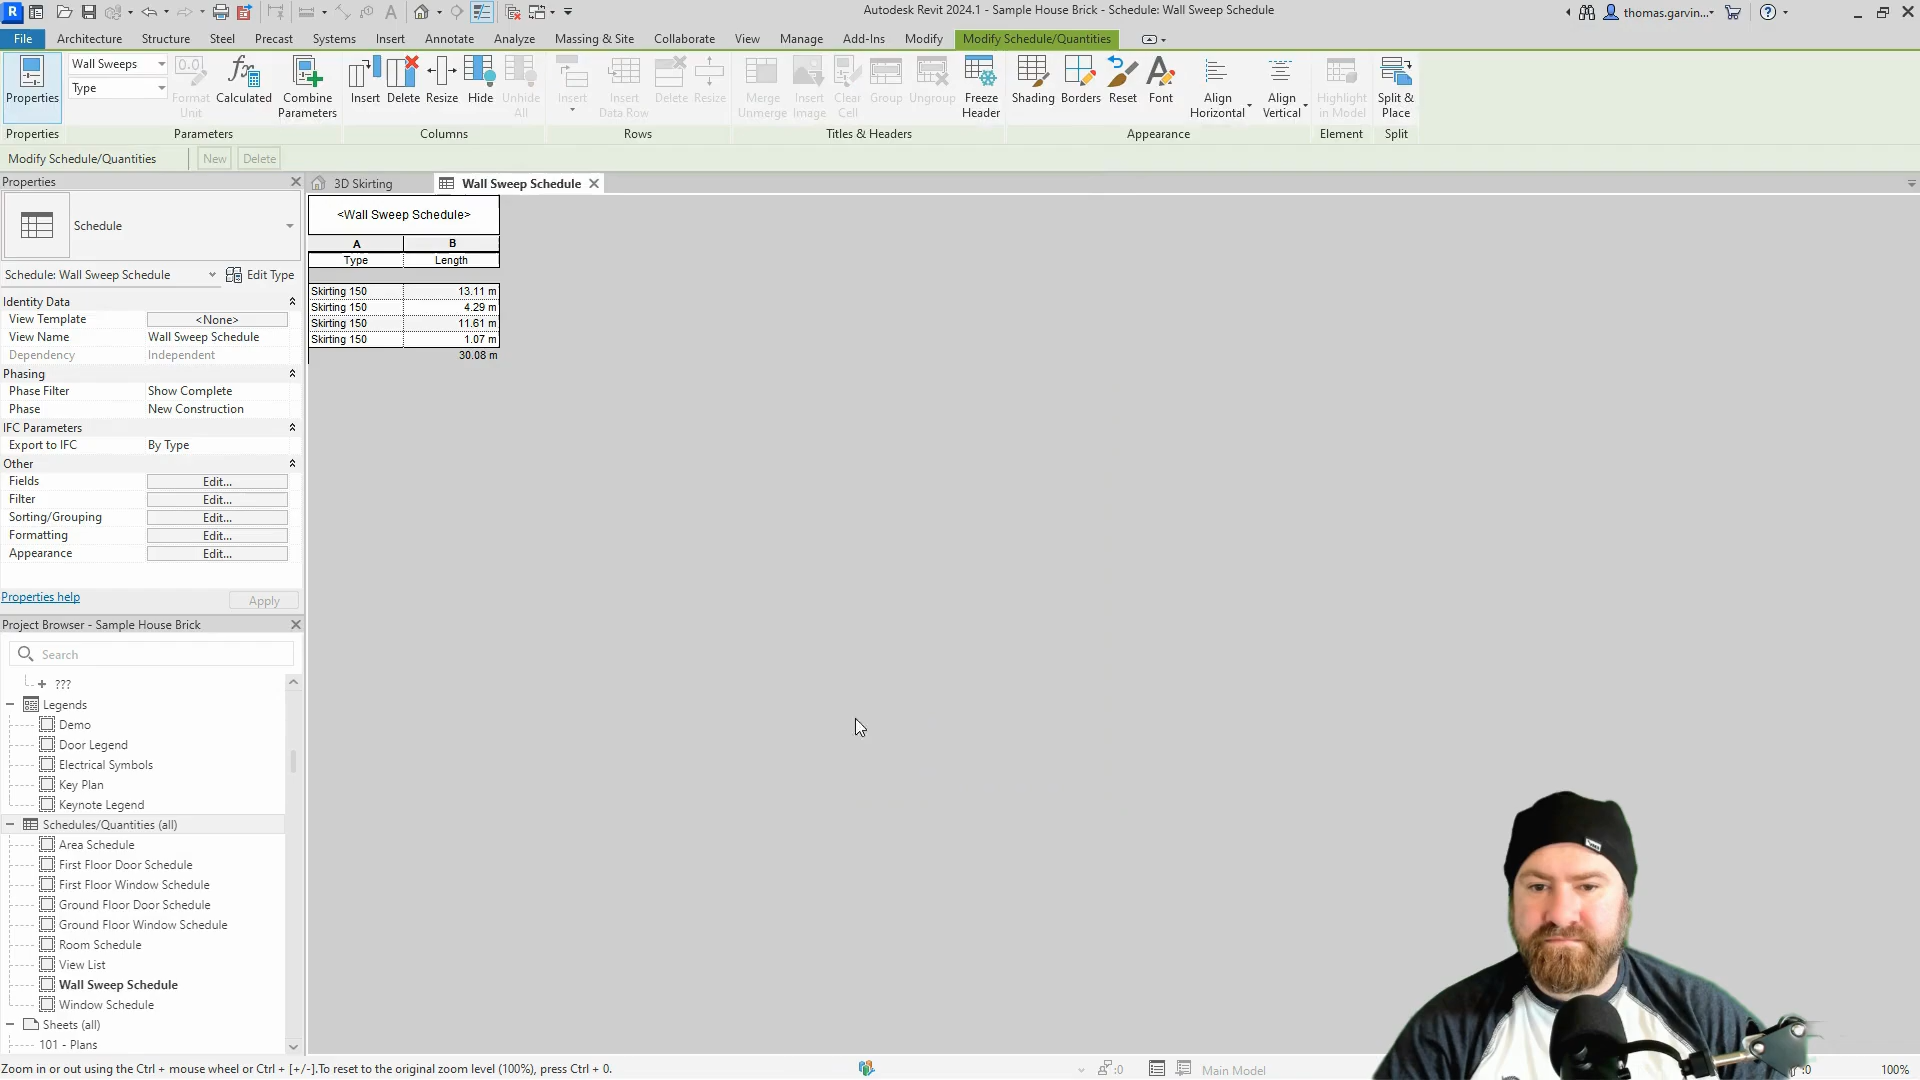 Autodesk Revit 2024.1 - Sample House Brick - Schedule: Wall Sweep Schedule
thomas.garvin...
File Architecture Structure Steel Precast Systems Insert Annotate Analyze Massing & Site Collaborate View Manage Add-Ins Modify Modify Schedule/Quantities
Wall Sweeps
Type
Properties
Format Unit
Calculated
Combine Parameters
Insert
Delete
Resize
Hide
Unhide All
Insert
Insert Data Row
Delete
Resize
Merge Unmerge
Insert Image
Clear Cell
Group
Ungroup
Freeze Header
Shading
Borders
Reset
Font
Align Horizontal
Align Vertical
Highlight in Model
Split & Place
Properties Parameters Columns Rows Titles & Headers Appearance Element Split
Modify Schedule/Quantities New Delete
Properties
3D Skirting
Wall Sweep Schedule
Schedule
Schedule: Wall Sweep Schedule Edit Type
Identity Data
View Template <None>
View Name Wall Sweep Schedule
Dependency Independent
Phasing
Phase Filter Show Complete
Phase New Construction
IFC Parameters
Export to IFC By Type
Other
Fields Edit...
Filter Edit...
Sorting/Grouping Edit...
Formatting Edit...
Appearance Edit...
Properties help Apply
<Wall Sweep Schedule>
A B
Type Length
Skirting 150 13.11 m
Skirting 150 4.29 m
Skirting 150 11.61 m
Skirting 150 1.07 m
30.08 m
Project Browser - Sample House Brick
Search
???
Legends
Demo
Door Legend
Electrical Symbols
Key Plan
Keynote Legend
Schedules/Quantities (all)
Area Schedule
First Floor Door Schedule
First Floor Window Schedule
Ground Floor Door Schedule
Ground Floor Window Schedule
Room Schedule
View List
Wall Sweep Schedule
Window Schedule
Sheets (all)
101 - Plans
Zoom in or out using the Ctrl + mouse wheel or Ctrl + [+/-].To reset to the original zoom level (100%), press Ctrl + 0.
:0
Main Model
:0
100%